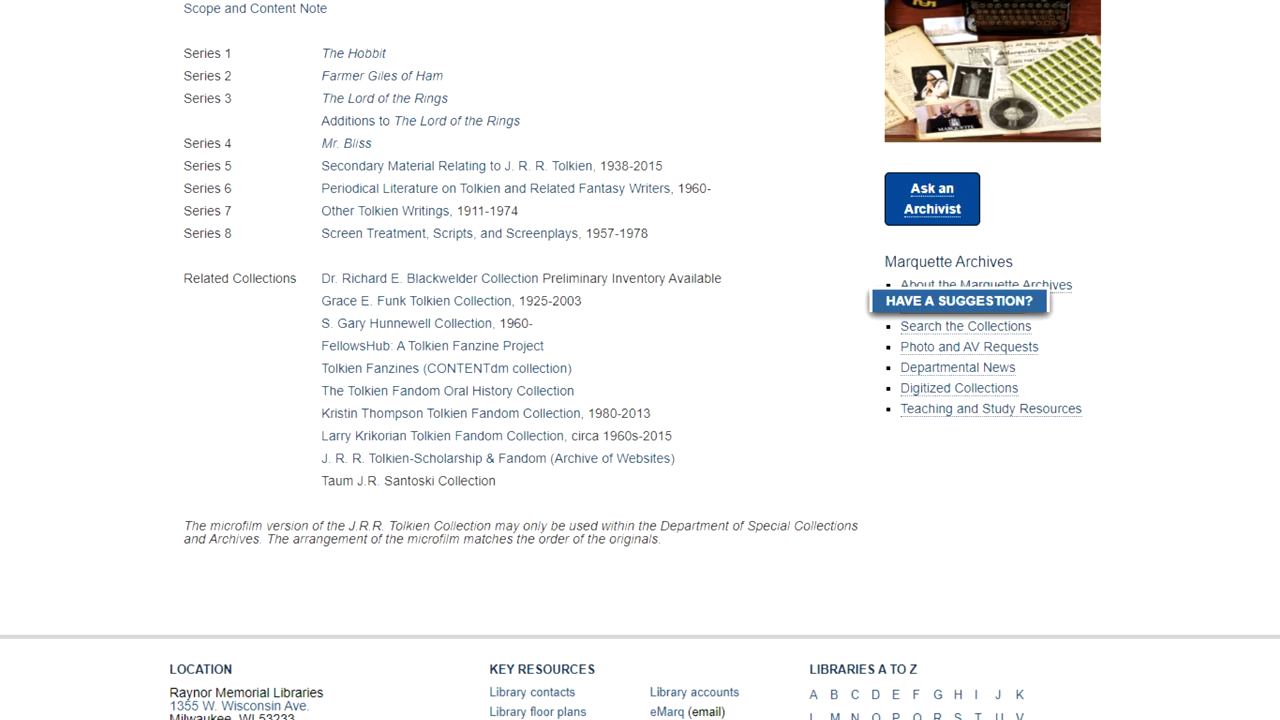 Scope and Content Note
Series 1 The Hobbit
Series 2 Farmer Giles of Ham
Series 3 The Lord of the Rings
Additions to The Lord of the Rings
Series 4 Mr. Bliss
Series 5 Secondary Material Relating to J. R. R. Tolkien, 1938-2015
Series 6 Periodical Literature on Tolkien and Related Fantasy Writers, 1960-
Series 7 Other Tolkien Writings, 1911-1974
Series 8 Screen Treatment, Scripts, and Screenplays, 1957-1978
Related Collections Dr. Richard E. Blackwelder Collection Preliminary Inventory Available
Grace E. Funk Tolkien Collection, 1925-2003
S. Gary Hunnewell Collection, 1960-
FellowsHub: A Tolkien Fanzine Project
Tolkien Fanzines (CONTENTdm collection)
The Tolkien Fandom Oral History Collection
Kristin Thompson Tolkien Fandom Collection, 1980-2013
Larry Krikorian Tolkien Fandom Collection, circa 1960s-2015
J. R. R. Tolkien-Scholarship & Fandom (Archive of Websites)
Taum J.R. Santoski Collection
The microfilm version of the J.R.R. Tolkien Collection may only be used within the Department of Special Collections
and Archives. The arrangement of the microfilm matches the order of the originals.
MARQUETTE
Ask an
Archivist
Marquette Archives
About the Marquette Archives
HAVE A SUGGESTION?
Search the Collections
Photo and AV Requests
Departmental News
Digitized Collections
Teaching and Study Resources
LOCATION
Raynor Memorial Libraries
1355 W. Wisconsin Ave.
Milwaukee, WI 53233
KEY RESOURCES
Library contacts Library accounts
Library floor plans eMarq (email)
LIBRARIES A TO Z
A B C D E F G H I J K
L M N O P Q R S T U V